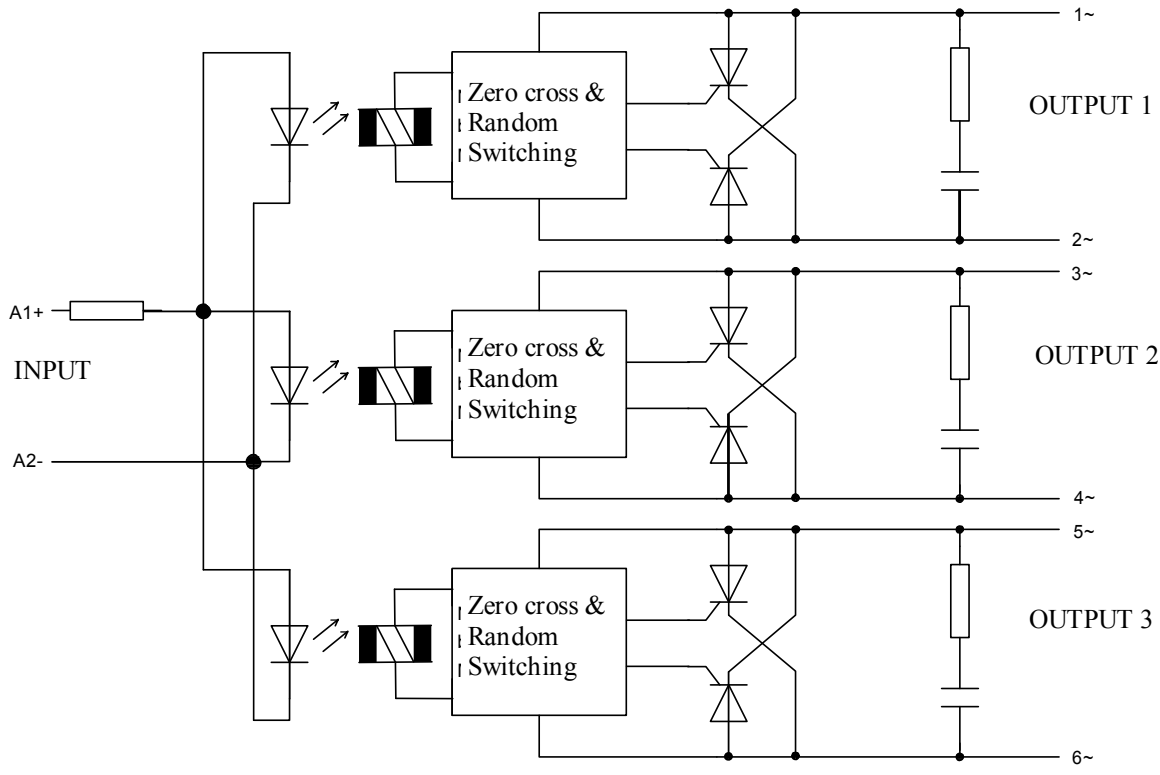 1~
Zero cross &
Random
Switching
OUTPUT 1
2~
3~
A1+
INPUT
Zero cross &
Random
Switching
OUTPUT 2
A2-
4~
5~
Zero cross &
Random
Switching
OUTPUT 3
6~